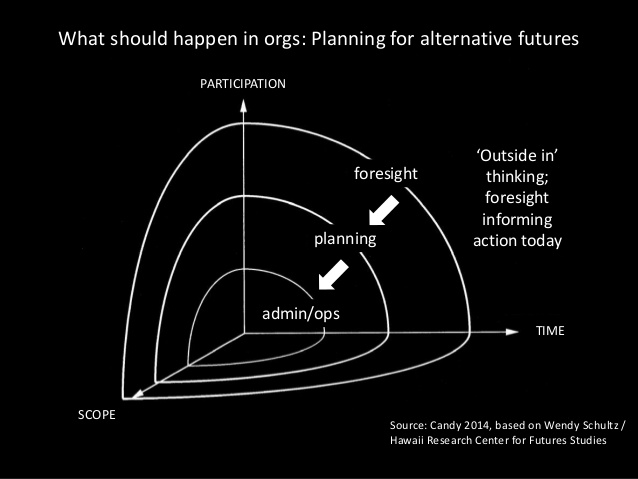 What should happen in orgs: Planning for alternative futures
PARTICIPATION
foresight
‘Outside in’
thinking;
foresight
informing
action today
planning
admin/ops
TIME
SCOPE
Source: Candy 2014, based on Wendy Schultz /
Hawaii Research Center for Futures Studies